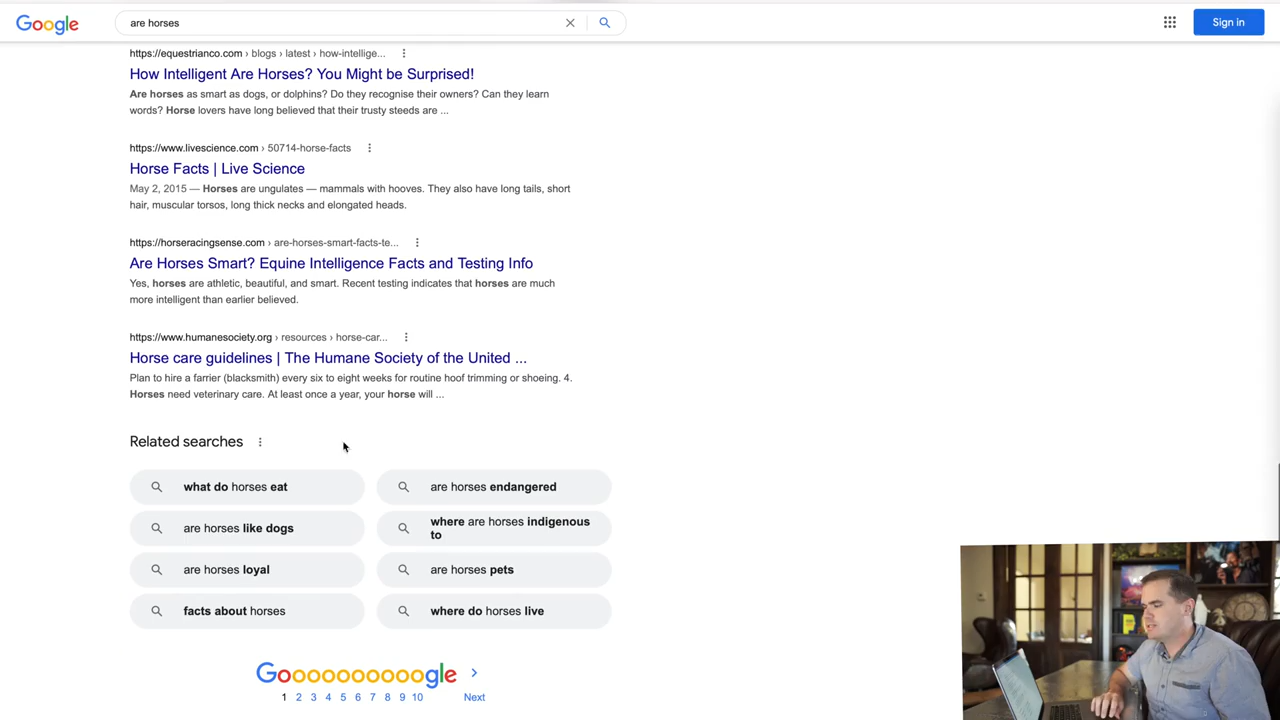 Google
are horses
Sign in
https://equestrianco.com › blogs › latest › how-intellige...
How Intelligent Are Horses? You Might be Surprised!
Are horses as smart as dogs, or dolphins? Do they recognise their owners? Can they learn
words? Horse lovers have long believed that their trusty steeds are ...
https://www.livescience.com › 50714-horse-facts
Horse Facts | Live Science
May 2, 2015 — Horses are ungulates — mammals with hooves. They also have long tails, short
hair, muscular torsos, long thick necks and elongated heads.
https://horseracingsense.com › are-horses-smart-facts-te...
Are Horses Smart? Equine Intelligence Facts and Testing Info
Yes, horses are athletic, beautiful, and smart. Recent testing indicates that horses are much
more intelligent than earlier believed.
https://www.humanesociety.org › resources › horse-car...
Horse care guidelines | The Humane Society of the United ...
Plan to hire a farrier (blacksmith) every six to eight weeks for routine hoof trimming or shoeing. 4.
Horses need veterinary care. At least once a year, your horse will ...
Related searches
what do horses eat
are horses endangered
are horses like dogs
where are horses indigenous
to
are horses loyal
are horses pets
facts about horses
where do horses live
Goooooooooogle
1 2 3 4 5 6 7 8 9 10 Next